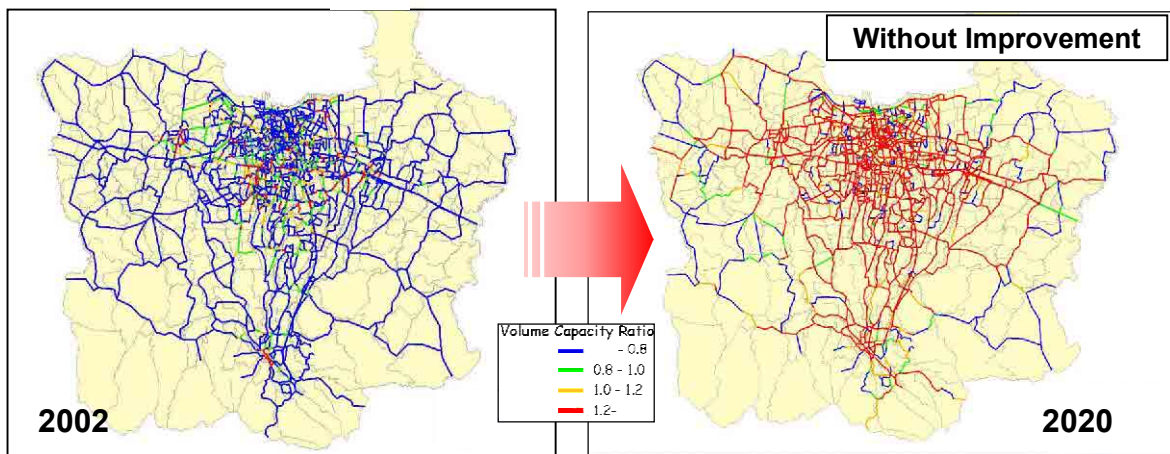 Without Improvement
Volume Capacity Ratio
- 0.8
0.8 - 1.0
1.0 - 1.2
1.2-
2002
2020